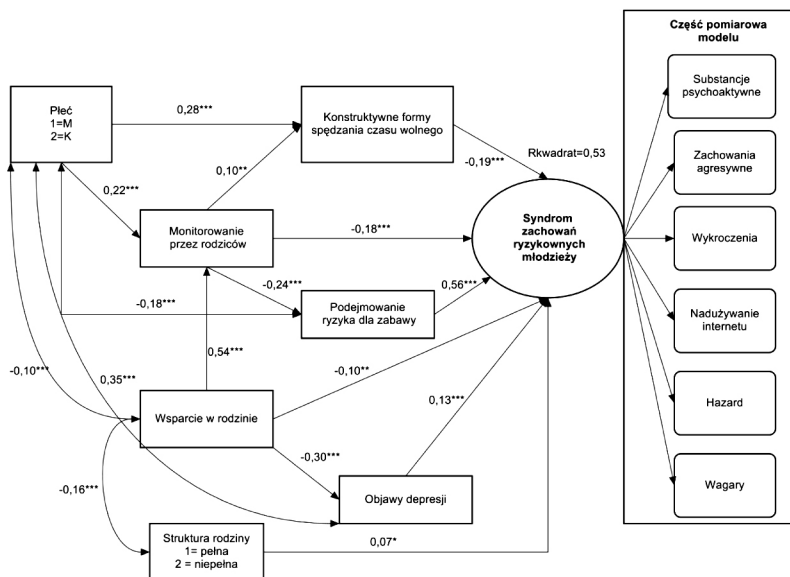 Część pomiarowa
modelu
Substancje
psychoaktywne
Płeć
1=M
2=K
0,28***
Konstruktywne formy
spędzania czasu wolnego
Rkwadrat=0,53
-0,19***
Zachowania
agresywne
0,10**
0,22***
Monitorowanie
przez rodziców
-0,18***
Syndrom
zachowań
ryzykownych
młodzieży
Wykroczenia
-0,24***
0,56***
-0,18***
Podejmowanie
ryzyka dla zabawy
Nadużywanie
internetu
0,54***
-0,10***
0,35***
-0,10**
Wsparcie w rodzinie
0,13***
Hazard
-0,30***
-0,16***
Objawy depresji
Wagary
Struktura rodziny
1= pełna
2 = niepełna
0,07*